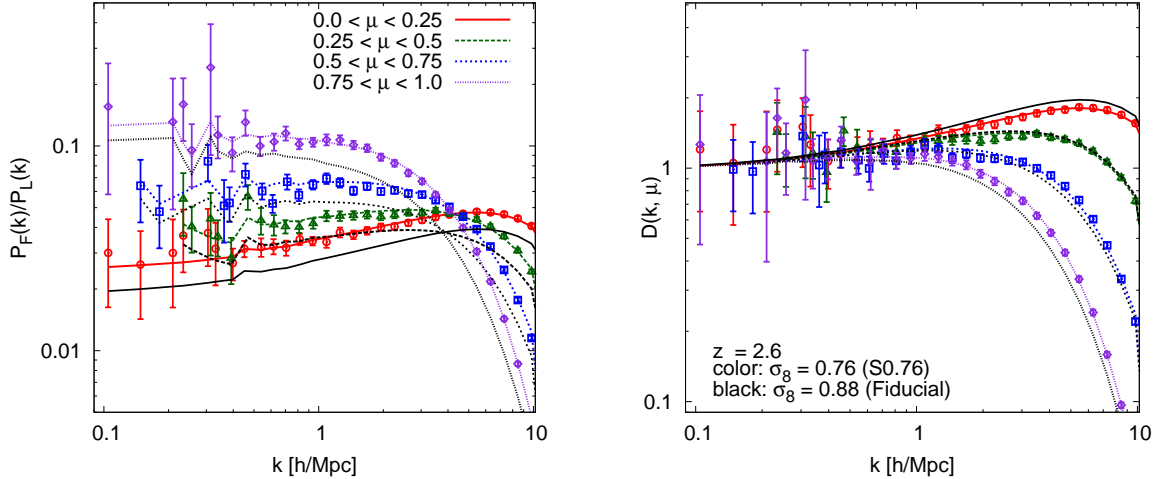 0.0 < μ < 0.25
0.25 < μ < 0.5
0.5 < μ < 0.75
0.75 < μ < 1.0
P_F(k)/P_L(k)
0.1
0.01
0.1
1
10
k [h/Mpc]
D(k, μ)
1
0.1
z = 2.6
color: σ_8 = 0.76 (S0.76)
black: σ_8 = 0.88 (Fiducial)
0.1
1
10
k [h/Mpc]